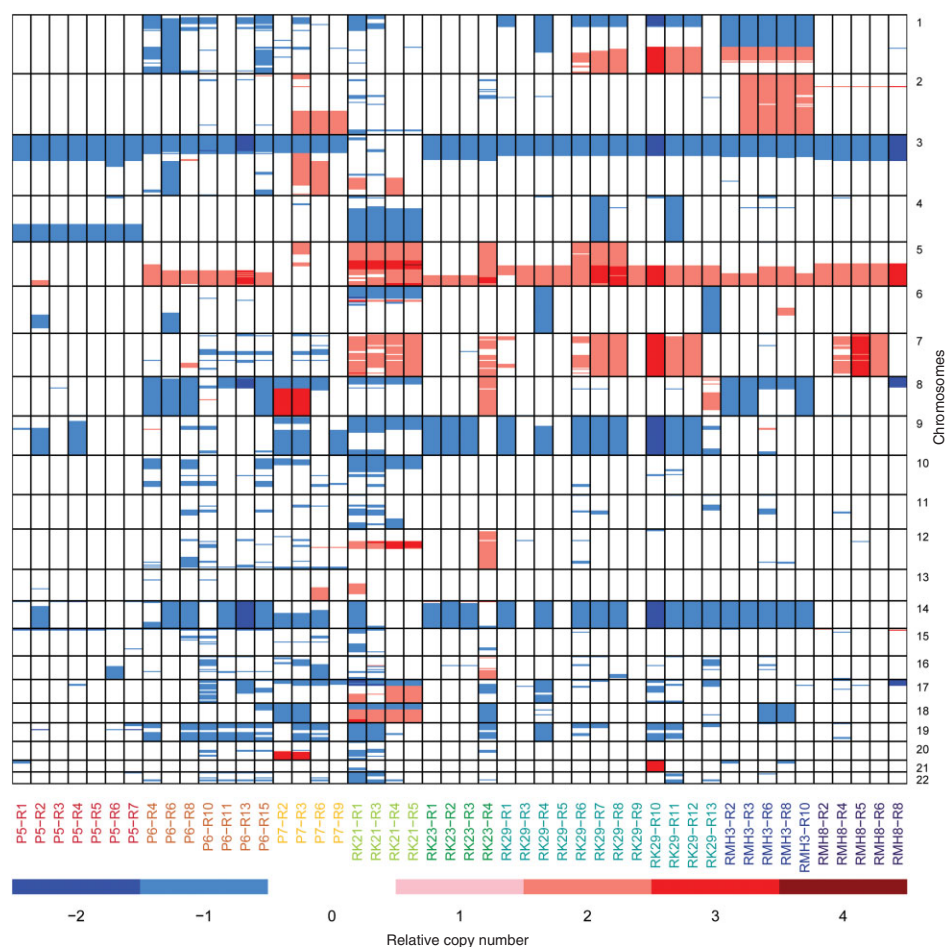 1
2
3
4
5
6
7
8
9
10
11
12
13
14
15
16
17
18
19
20
21
22
Chromosomes
P5–R1
P5–R2
P5–R3
P5–R4
P5–R5
P5–R6
P5–R7
P6–R4
P6–R6
P6–R8
P6–R10
P6–R11
P6–R13
P6–R15
P7–R2
P7–R3
P7–R6
P7–R9
RK21–R1
RK21–R3
RK21–R4
RK21–R5
RK23–R1
RK23–R2
RK23–R3
RK23–R4
RK29–R1
RK29–R3
RK29–R4
RK29–R5
RK29–R6
RK29–R7
RK29–R8
RK29–R9
RK29–R10
RK29–R11
RK29–R12
RK29–R13
RMH3–R2
RMH3–R3
RMH3–R6
RMH3–R8
RMH3–R10
RMH8–R2
RMH8–R4
RMH8–R5
RMH8–R6
RMH8–R8
−2 −1 0 1 2 3 4
Relative copy number